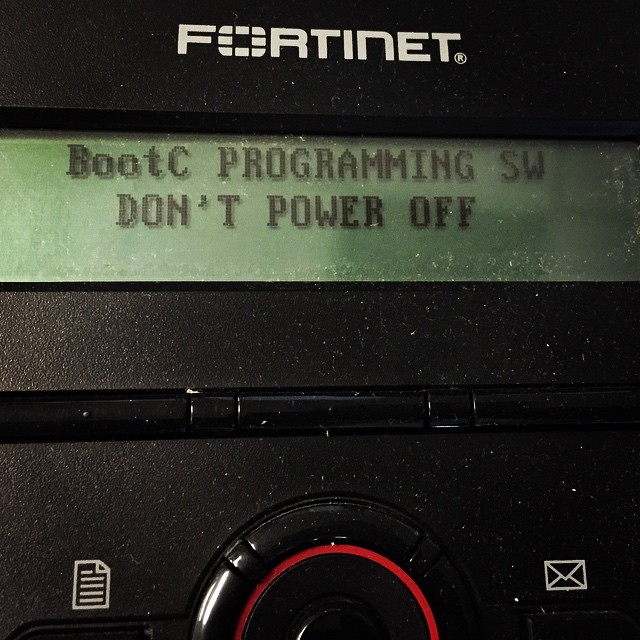 FORTINET®
BootC PROGRAMMING SW
DON'T POWER OFF